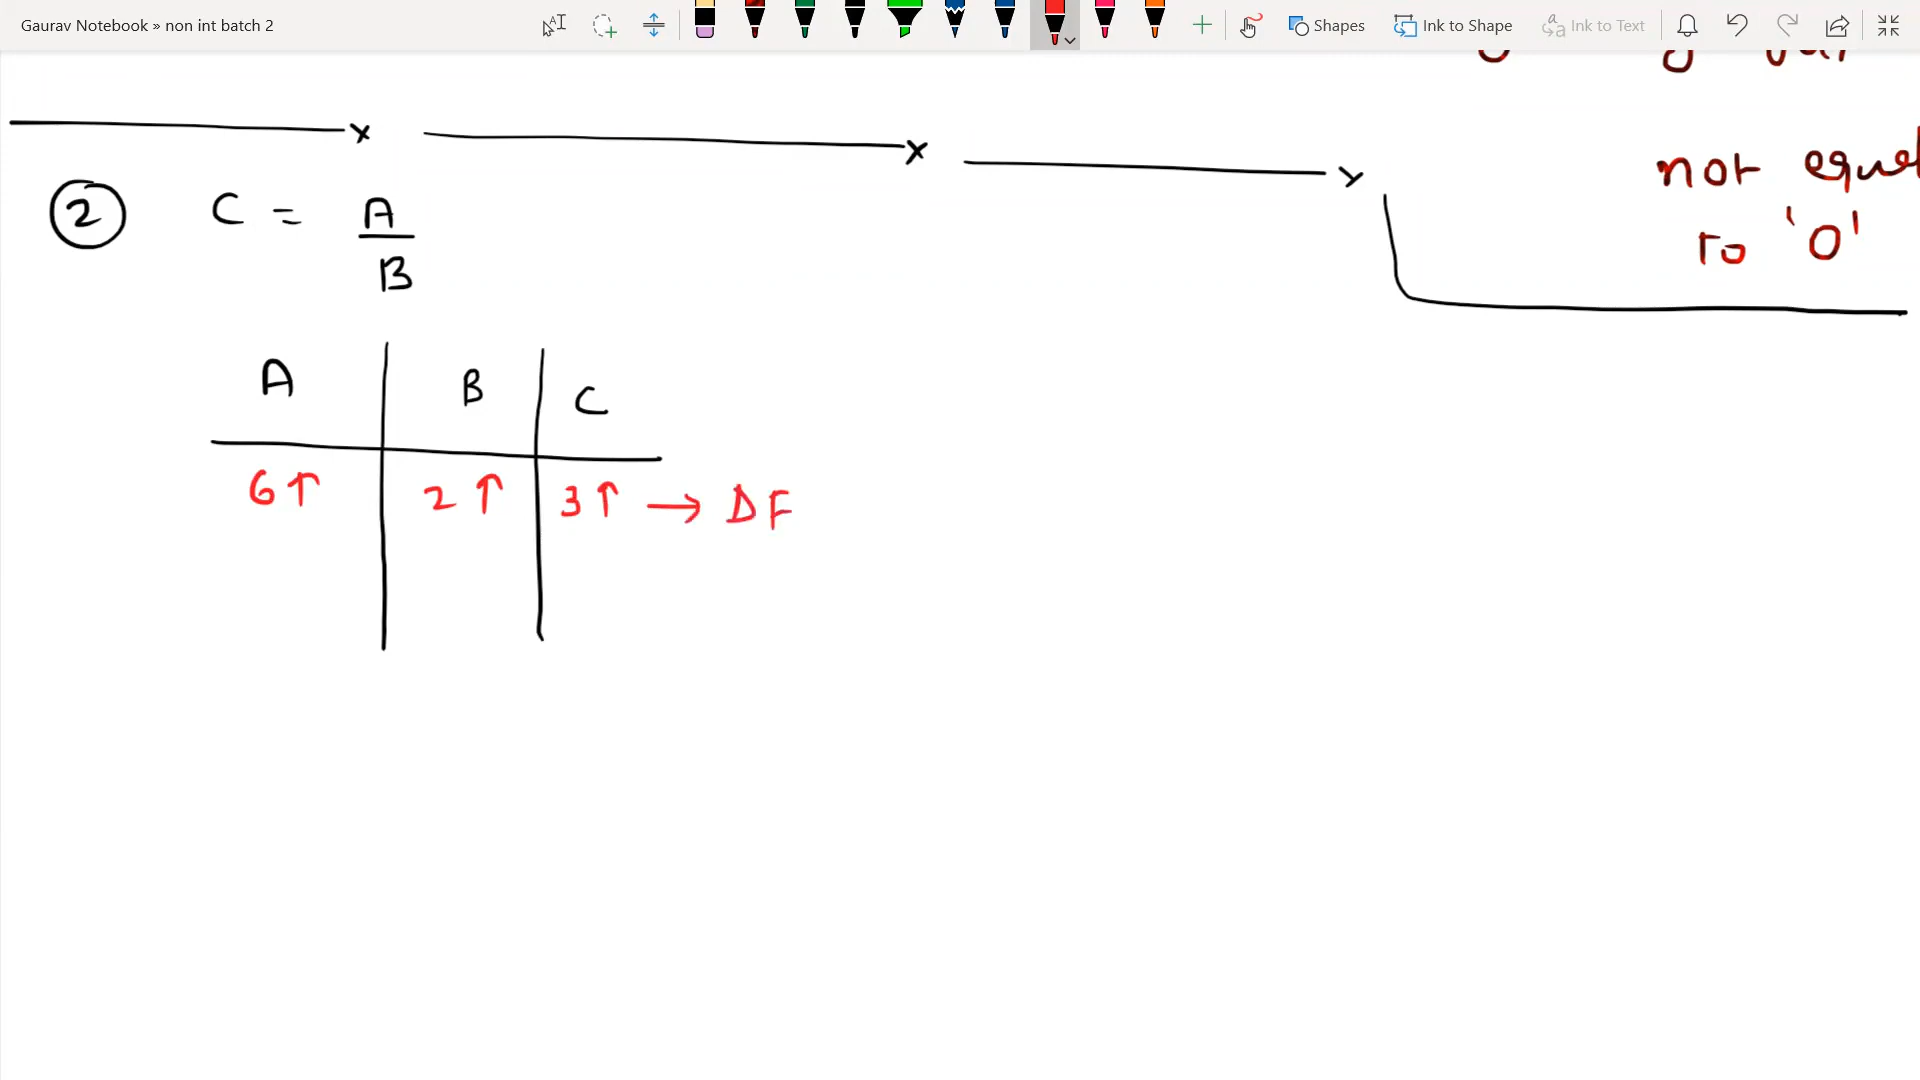 Gaurav Notebook » non int batch 2
Shapes
Ink to Shape
Ink to Text
not equal
to '0'
2 C = A
B
A B C
6↑ 2↑ 3↑ → DF